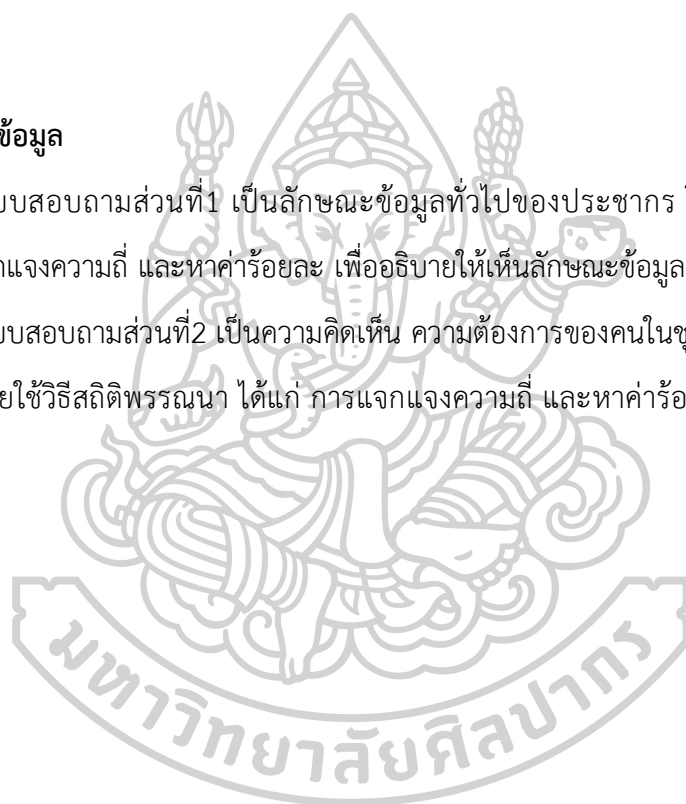 ข้อมูล
บบสอบถามส่วนที่1 เป็นลักษณะข้อมูลทั่วไปของประชากร
แจงความถี่ และหาค่าร้อยละ เพื่ออธิบายให้เห็นลักษณะข้อมูล
บบสอบถามส่วนที่2 เป็นความคิดเห็น ความต้องการของคนในชุ
ยใช้วิธีสถิติพรรณนา ได้แก่ การแจกแจงความถี่ และหาค่าร้อ
มหาวิทยาลัยศิลปากร